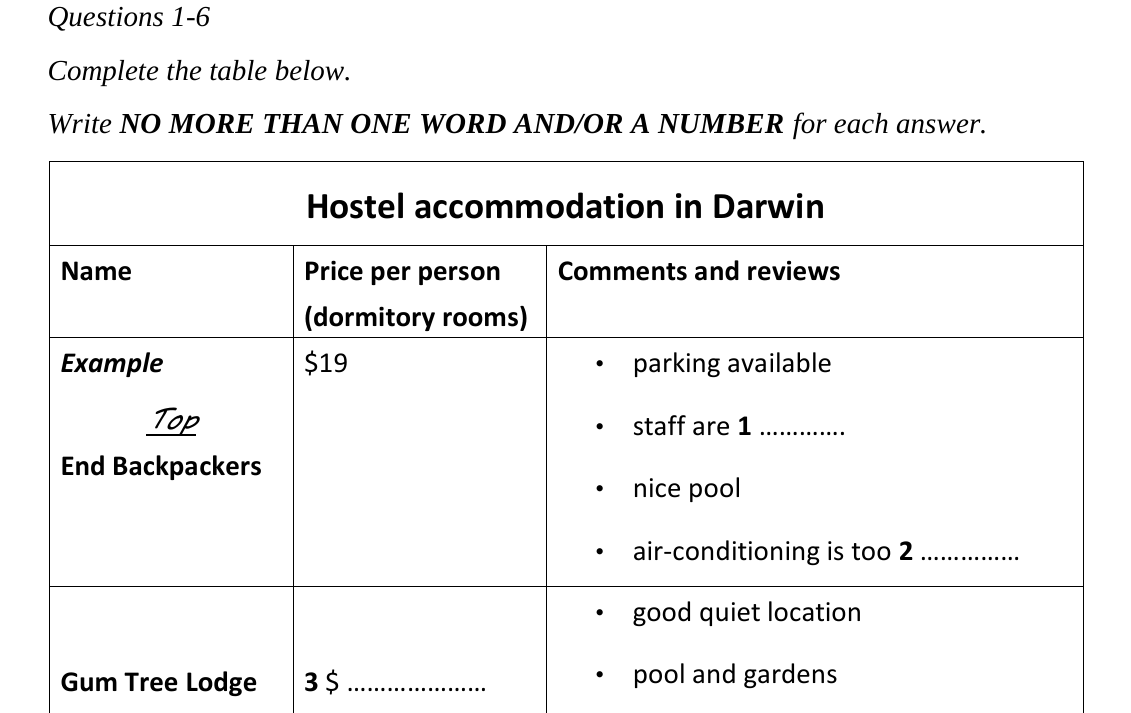 Questions 1-6
Complete the table below.
Write NO MORE THAN ONE WORD AND/OR A NUMBER for each answer.
Hostel accommodation in Darwin
Name
Price per person
(dormitory rooms)
Comments and reviews
Example
Top
End Backpackers
$19
• parking available
• staff are 1 ………….
• nice pool
• air-conditioning is too 2 ……………
Gum Tree Lodge
3 $ …………………
• good quiet location
• pool and gardens